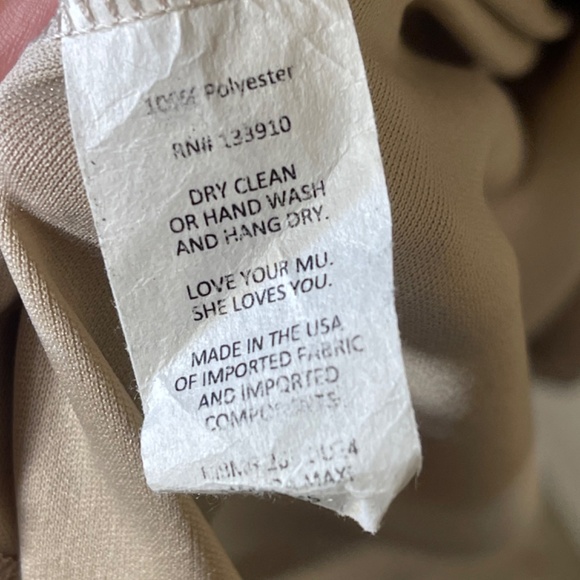 100% Polyester
RN# 133910
DRY CLEAN
OR HAND WASH
AND HANG DRY.
LOVE YOUR MU.
SHE LOVES YOU.
MADE IN THE USA
OF IMPORTED FABRIC
AND IMPORTED
COMPONENTS.
MAXI